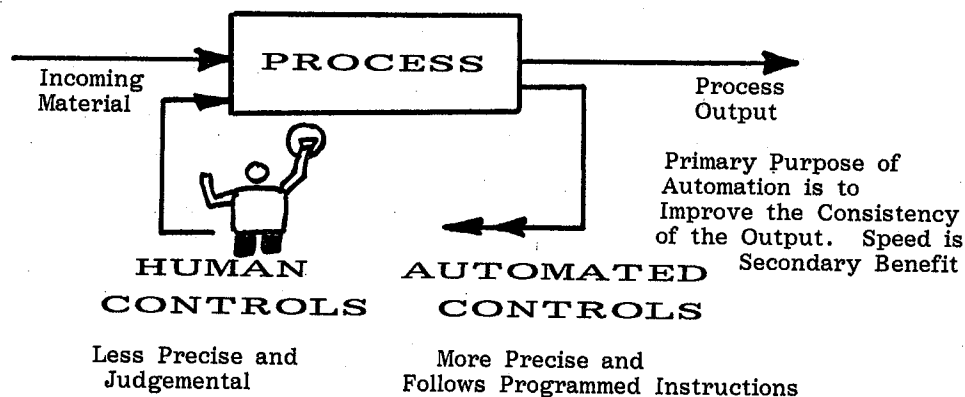 PROCESS
Incoming
Material
Process
Output
Primary Purpose of
Automation is to
Improve the Consistency
of the Output. Speed is
Secondary Benefit
HUMAN
CONTROLS
Less Precise and
Judgemental
AUTOMATED
CONTROLS
More Precise and
Follows Programmed Instructions